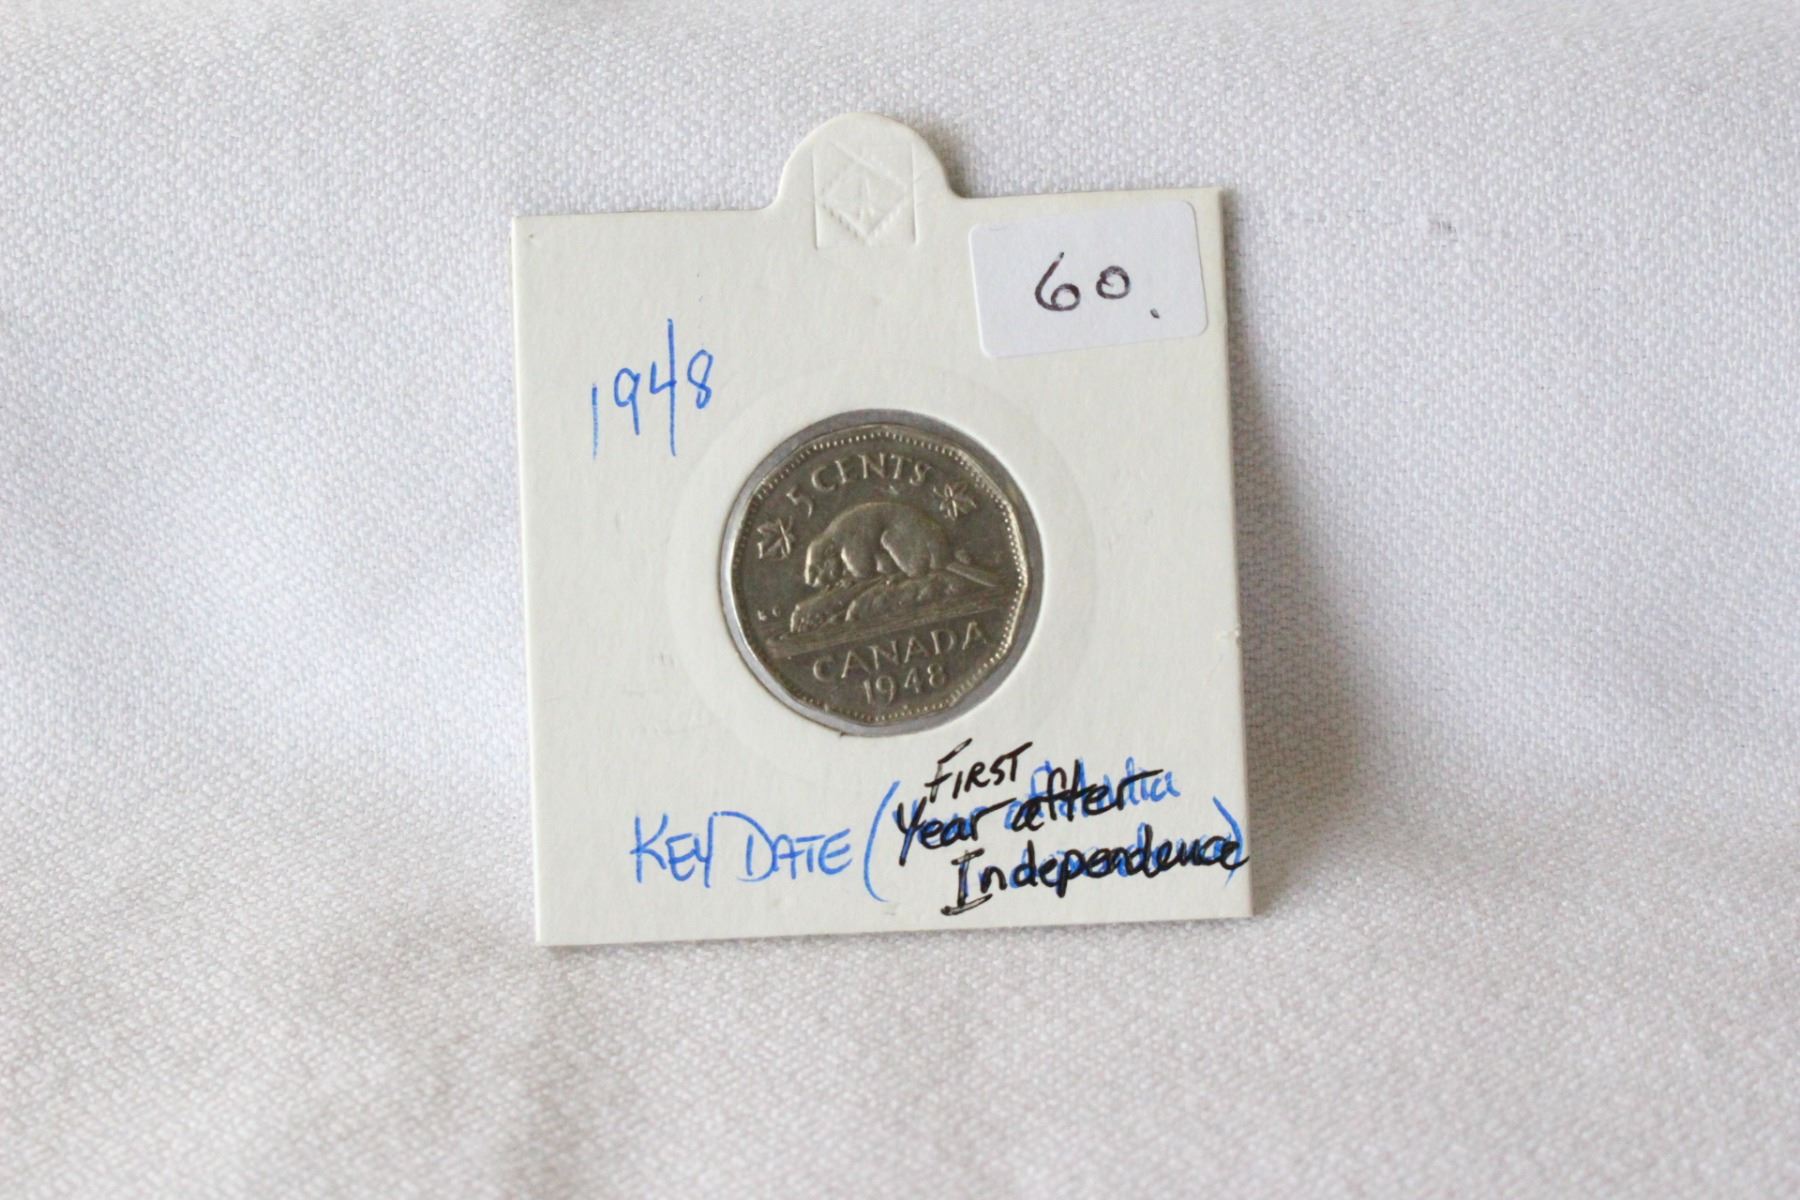 60.
1948
5 CENTS
CANADA
1948
KEY DATE (FIRST
Year after
Independence)